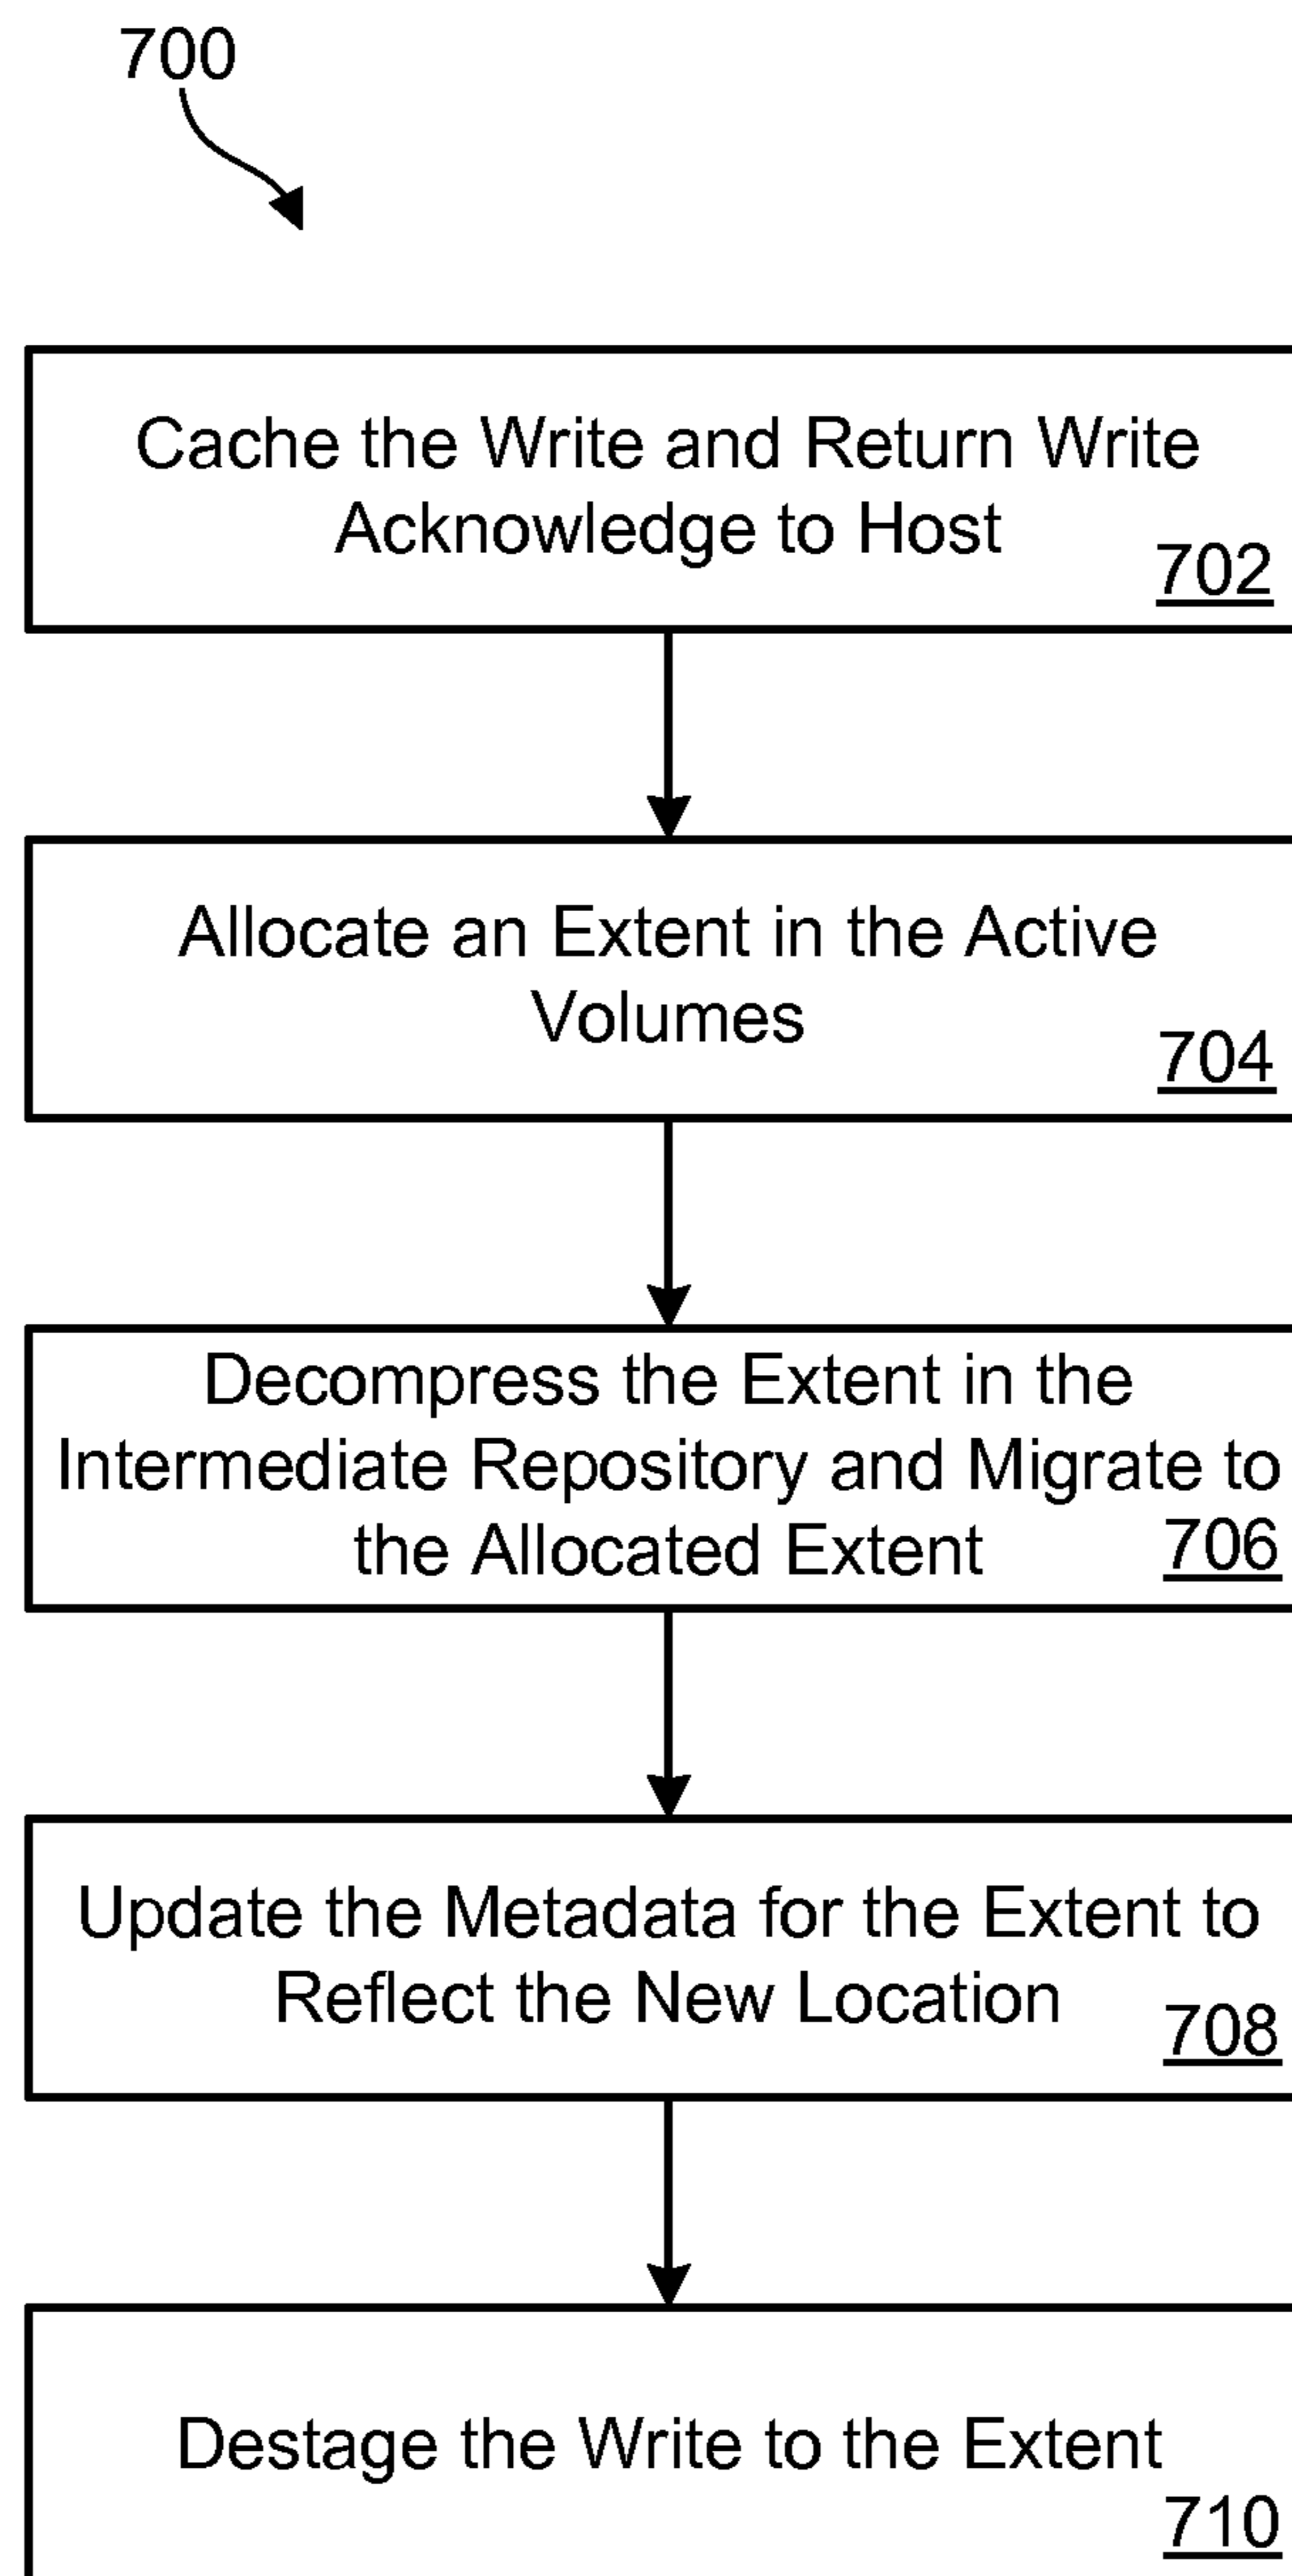 700
Cache the Write and Return Write
Acknowledge to Host
702
Allocate an Extent in the Active
Volumes
704
Decompress the Extent in the
Intermediate Repository and Migrate to
the Allocated Extent
706
Update the Metadata for the Extent to
Reflect the New Location
708
Destage the Write to the Extent
710